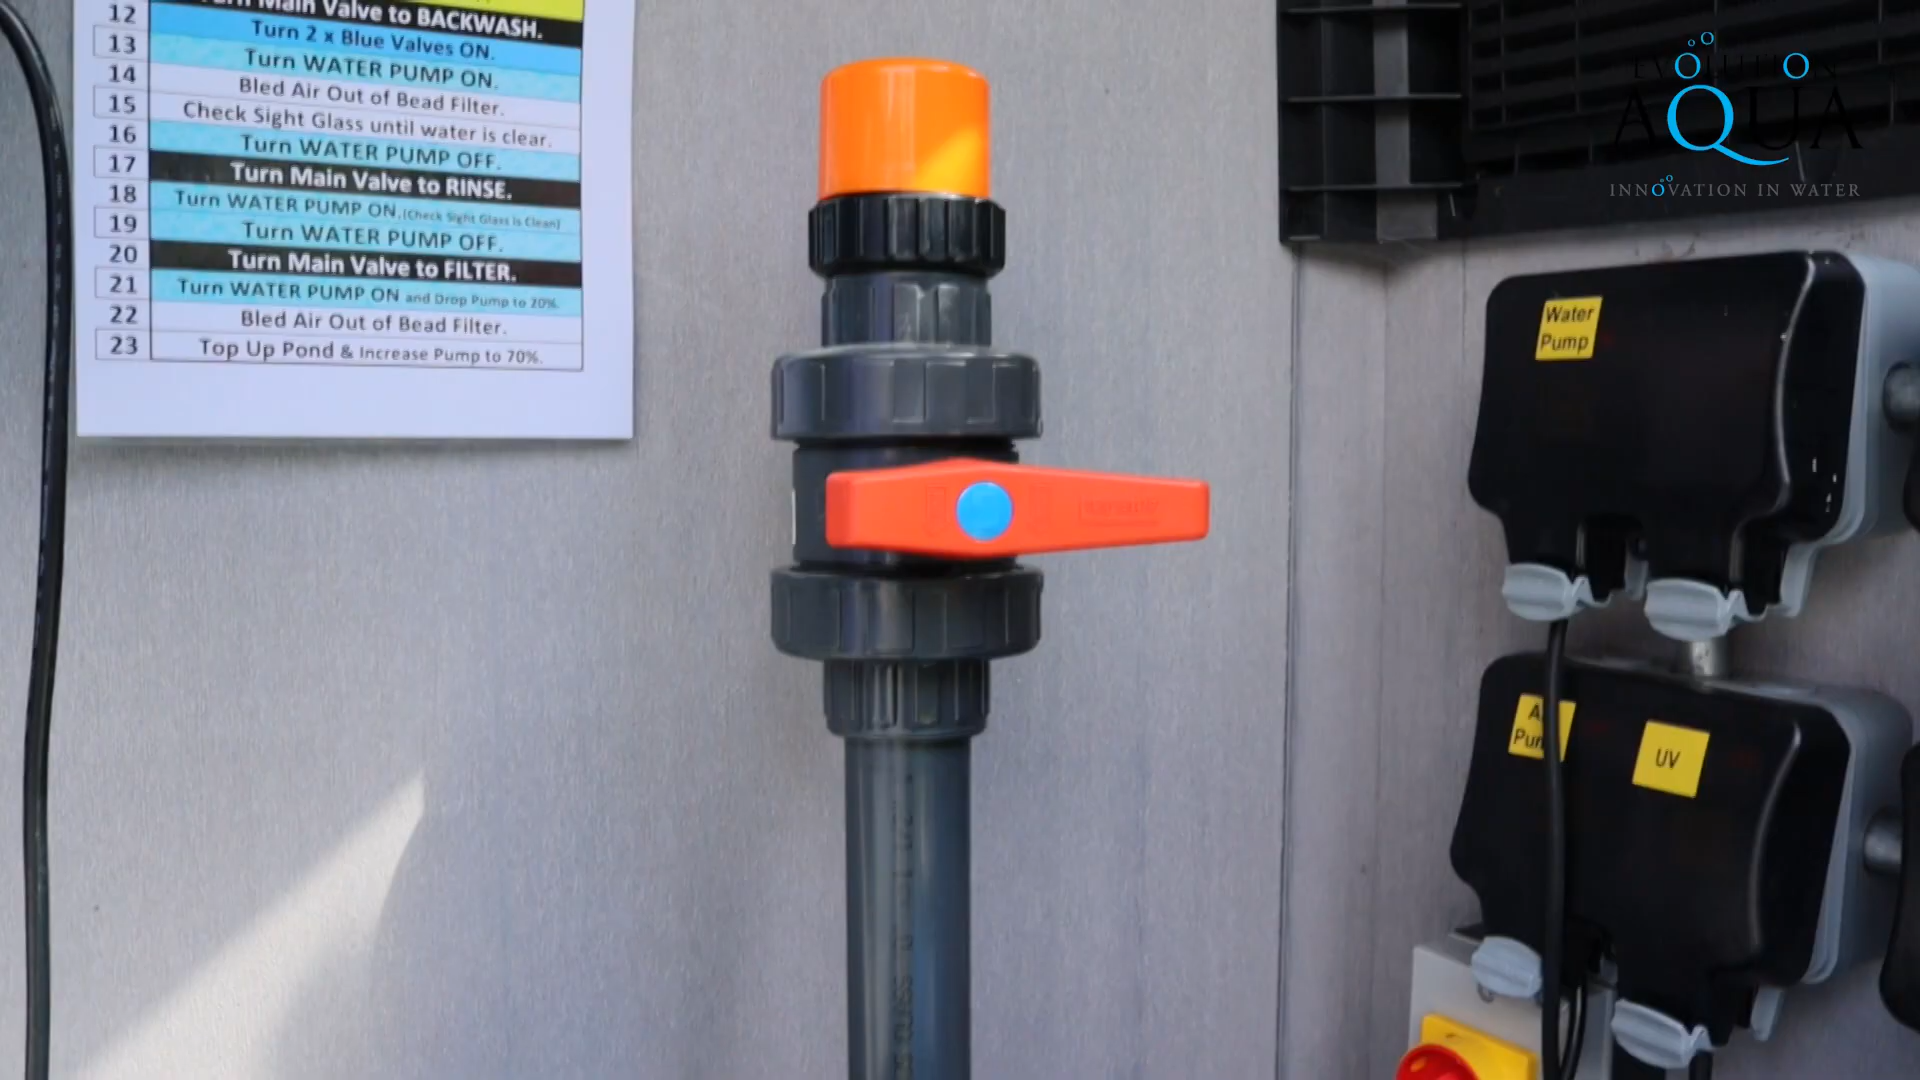 12 Turn Main Valve to BACKWASH.
13 Turn 2 x Blue Valves ON.
14 Turn WATER PUMP ON.
15 Bled Air Out of Bead Filter.
16 Check Sight Glass until water is clear.
17 Turn WATER PUMP OFF.
18 Turn Main Valve to RINSE.
19 Turn WATER PUMP ON. (Check Sight Glass is Clean)
20 Turn WATER PUMP OFF.
21 Turn Main Valve to FILTER.
22 Turn WATER PUMP ON and Drop Pump to 20%.
23 Bled Air Out of Bead Filter.
Top Up Pond & Increase Pump to 70%.
EVOLUTION
AQUA
INNOVATION IN WATER
Water
Pump
UV